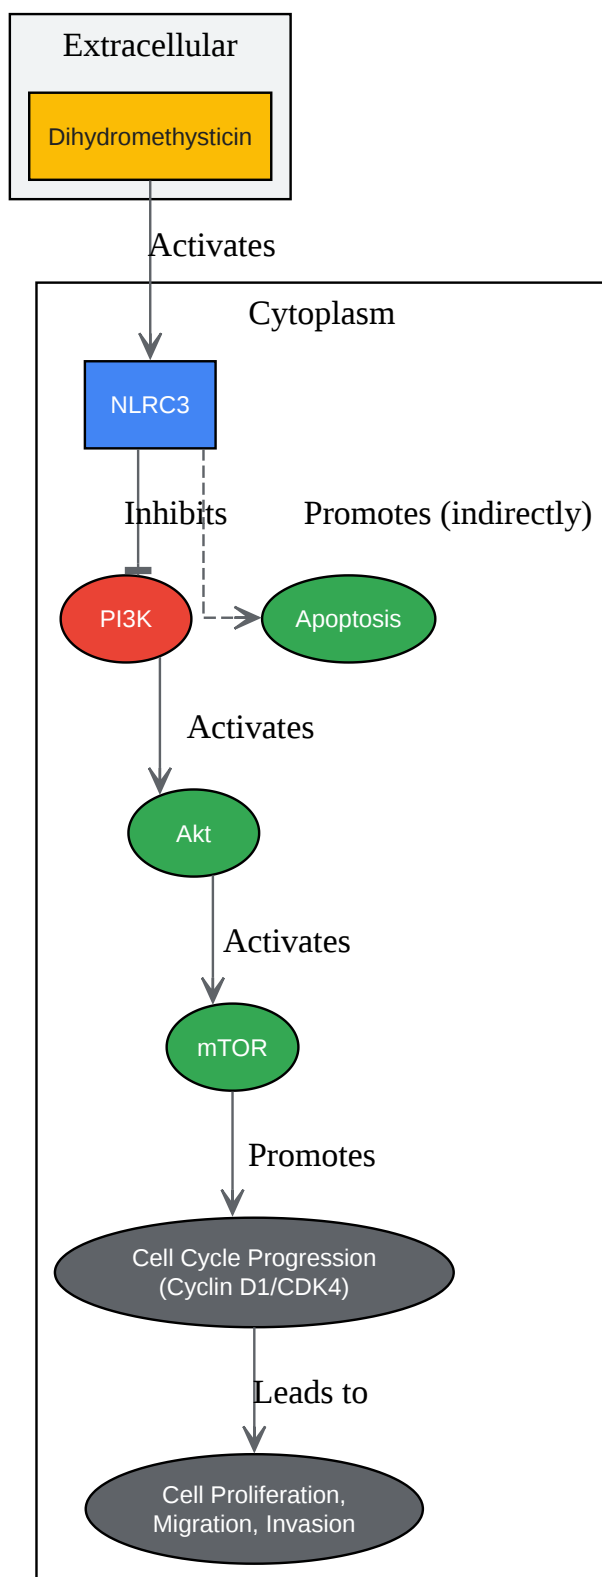 Extracellular
Dihydromethysticin
Activates
Cytoplasm
NLRC3
Inhibits
Promotes (indirectly)
PI3K
Apoptosis
Activates
Akt
Activates
mTOR
Promotes
Cell Cycle Progression
(Cyclin D1/CDK4)
Leads to
Cell Proliferation,
Migration, Invasion